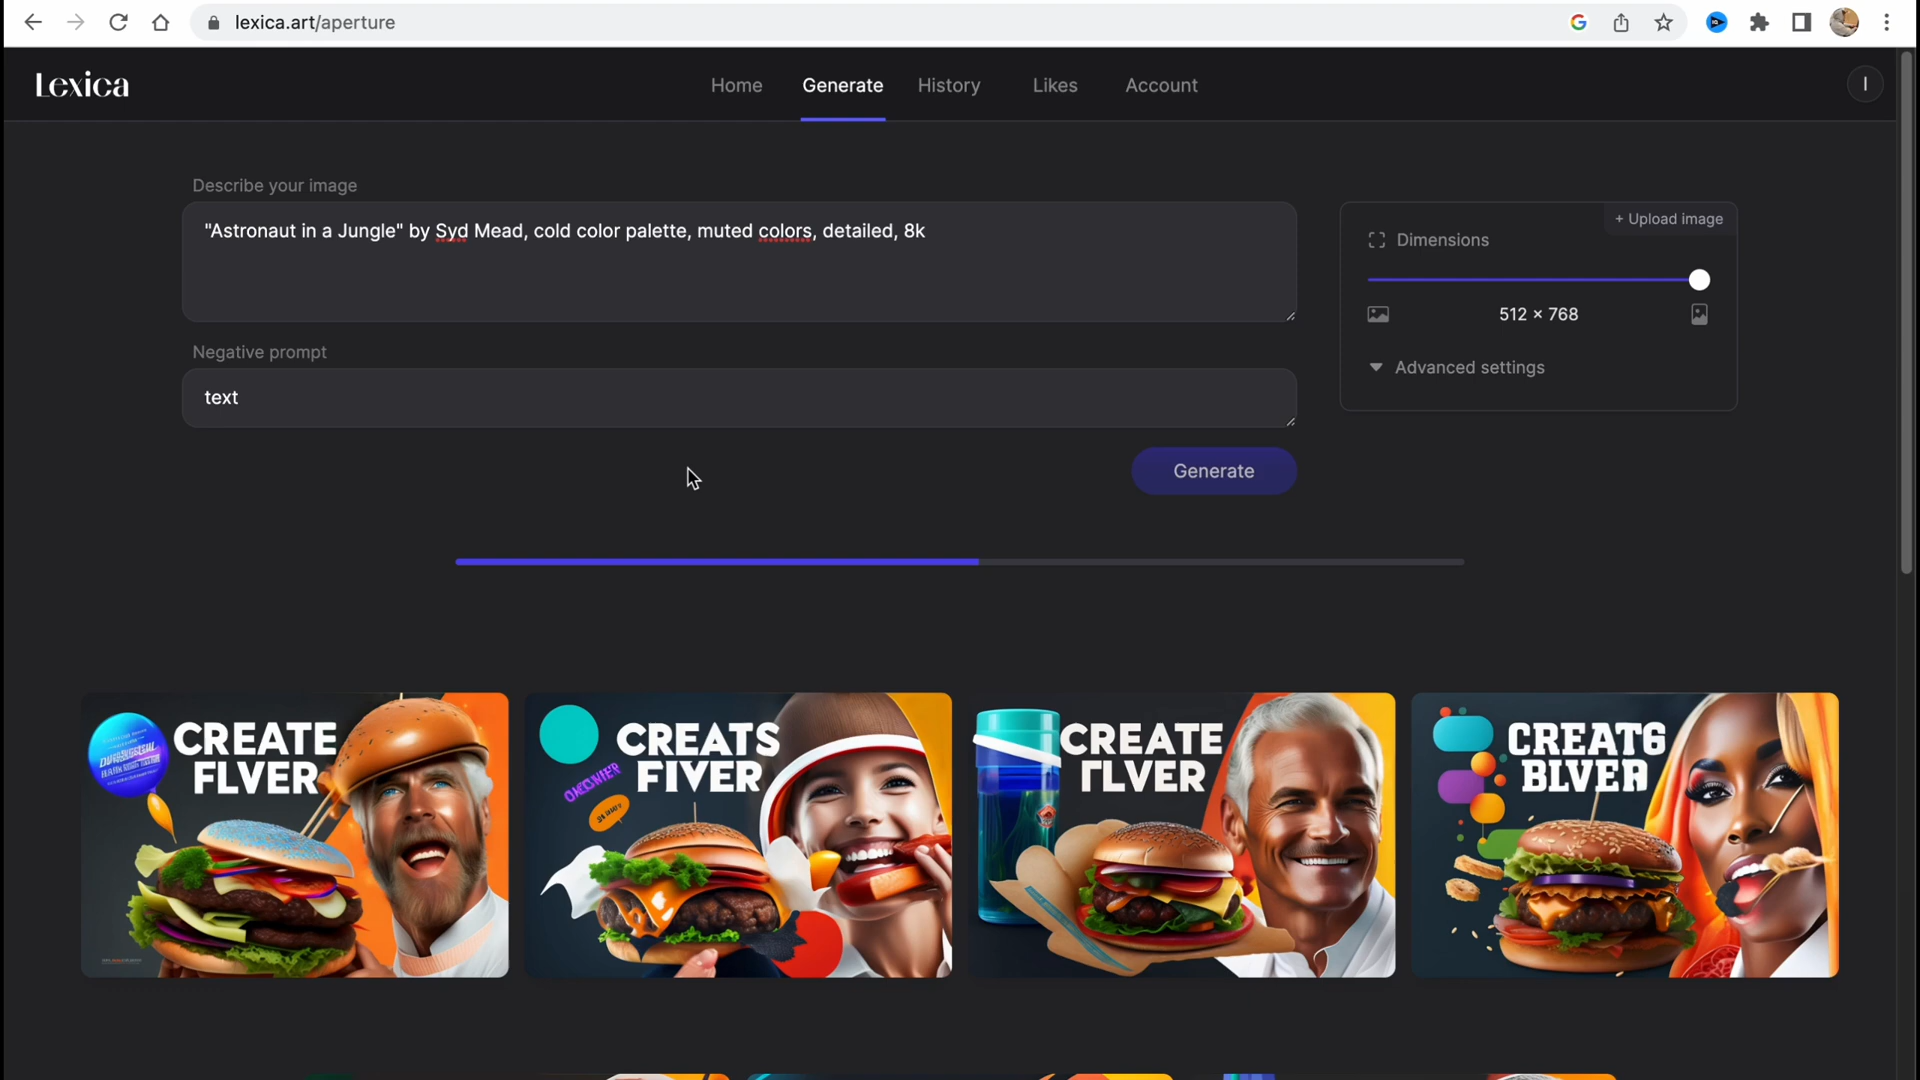 lexica.art/aperture
Lexica
Home
Generate
History
Likes
Account
I
Describe your image
"Astronaut in a Jungle" by Syd Mead, cold color palette, muted colors, detailed, 8k
+ Upload image
Dimensions
512 × 768
Advanced settings
Negative prompt
text
Generate
CREATE
FLVER
CREATS
FIVER
CREATE
CREAT6
BLVER